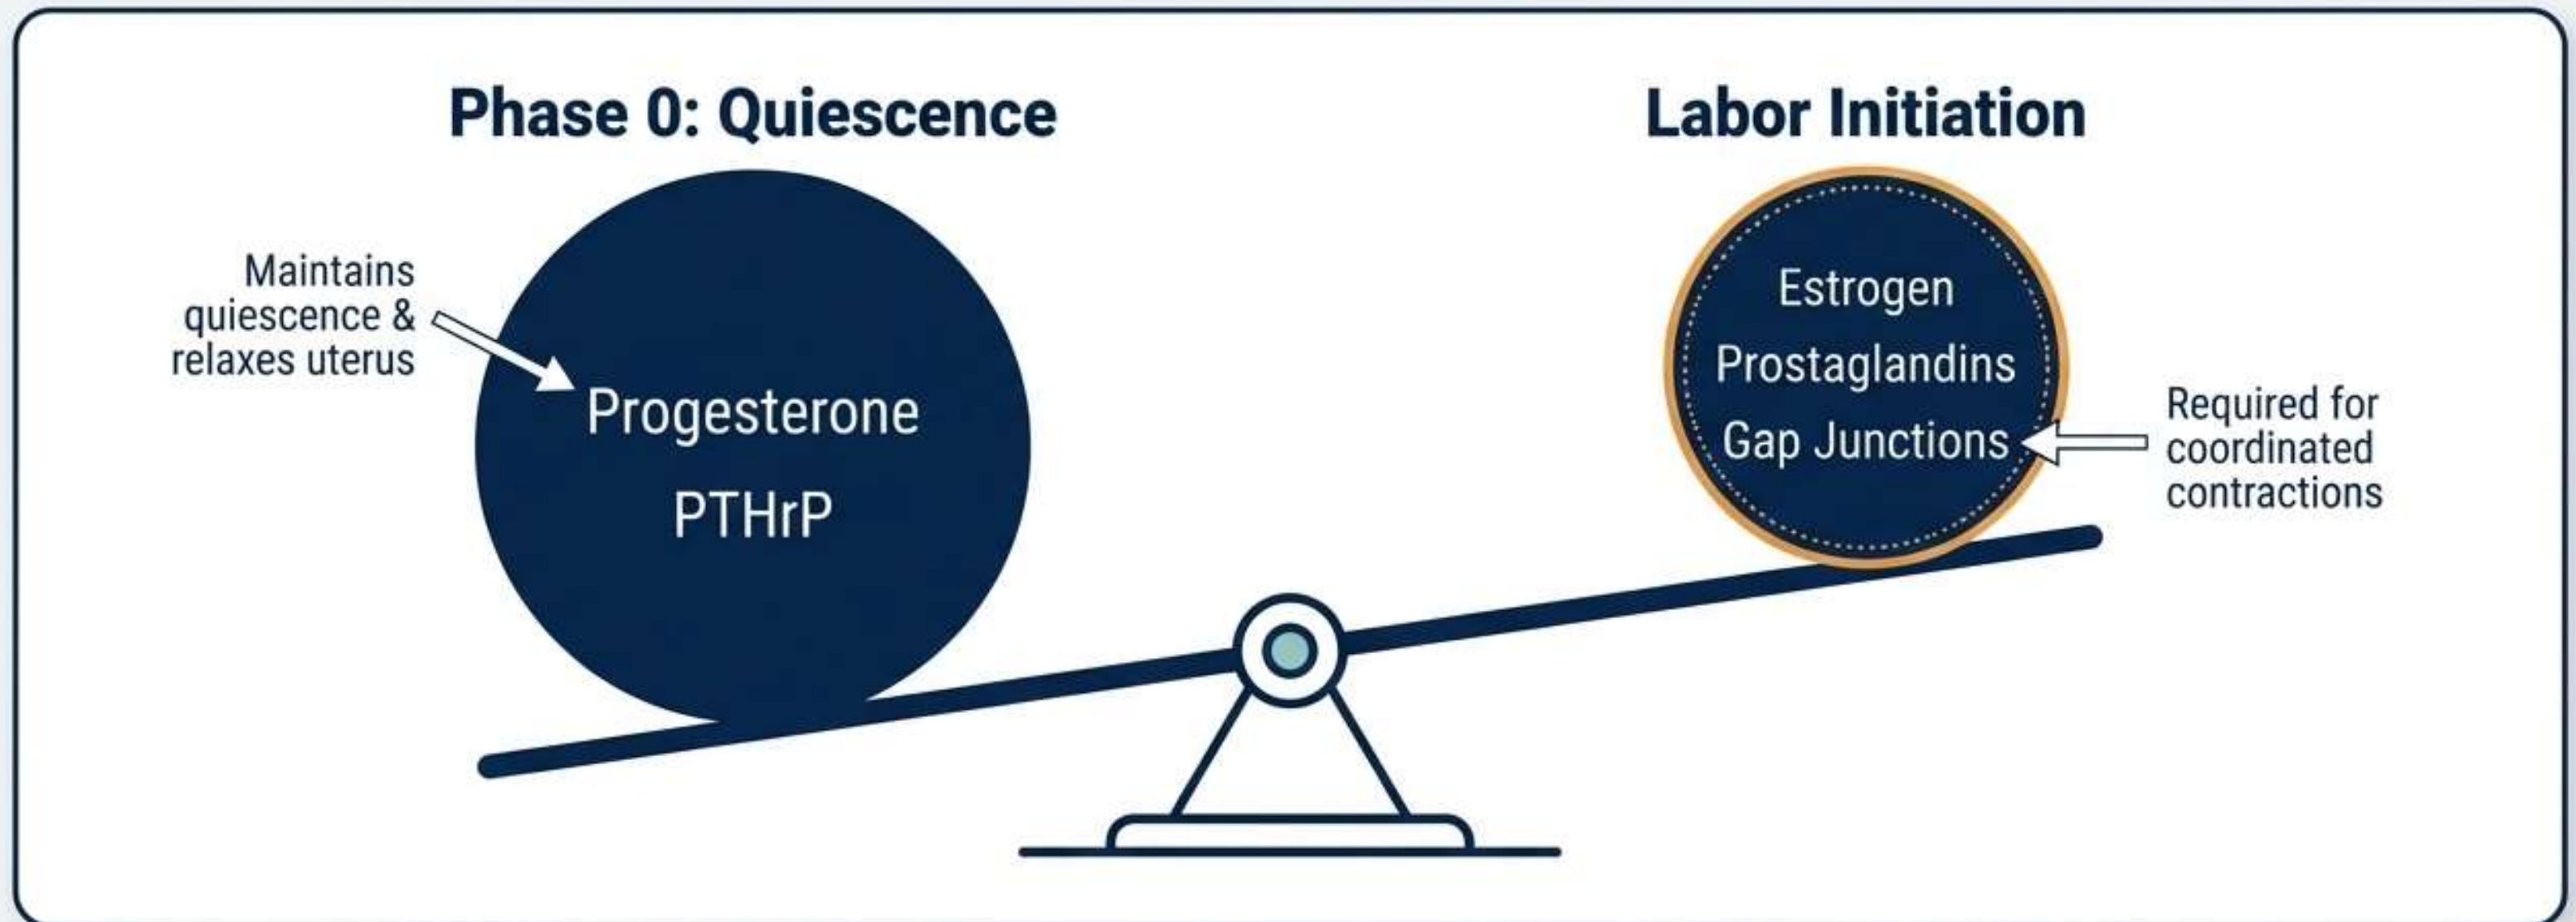 Phase 0: Quiescence
Maintains
quiescence &
relaxes uterus
Progesterone
PTHrP
Labor Initiation
Estrogen
Prostaglandins
Gap Junctions
Required for
coordinated
contractions